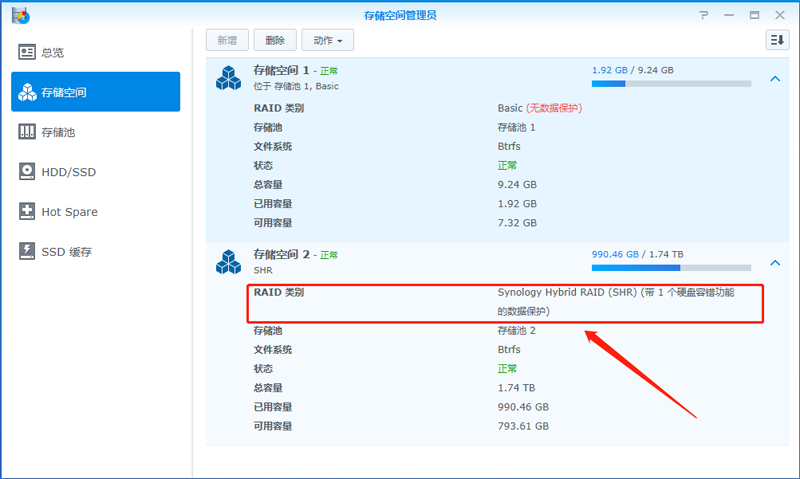 存储空间管理员
总览
存储空间
存储池
HDD/SSD
Hot Spare
SSD 缓存
新增 删除 动作
存储空间 1 - 正常 1.92 GB / 9.24 GB
位于 存储池 1, Basic
RAID 类别 Basic (无数据保护)
存储池 存储池 1
文件系统 Btrfs
状态 正常
总容量 9.24 GB
已用容量 1.92 GB
可用容量 7.32 GB
存储空间 2 - 正常 990.46 GB / 1.74 TB
SHR
RAID 类别 Synology Hybrid RAID (SHR) (带 1 个硬盘容错功能
的数据保护)
存储池 存储池 2
文件系统 Btrfs
状态 正常
总容量 1.74 TB
已用容量 990.46 GB
可用容量 793.61 GB